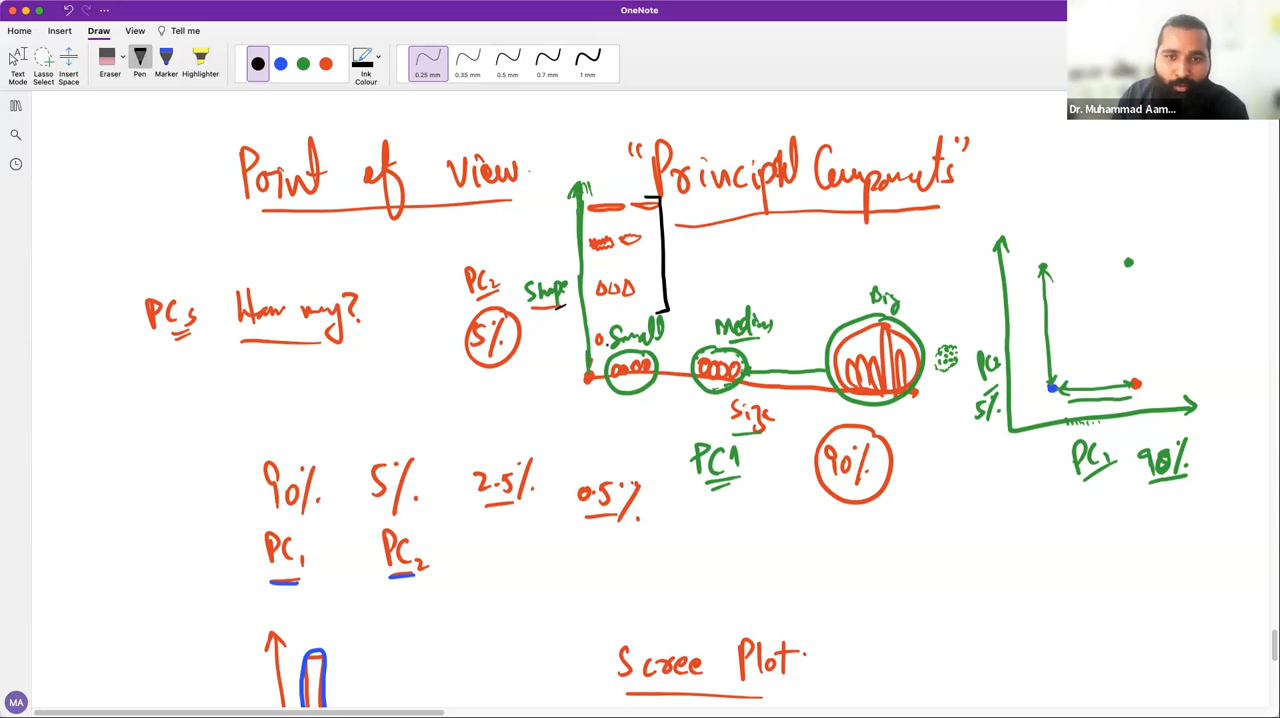 OneNote
Home Insert Draw View Tell me
Text Mode
Lasso Select
Insert Space
Eraser
Pen
Marker
Highlighter
Ink Colour
0.25 mm
0.35 mm
0.5 mm
0.7 mm
1 mm
Dr. Muhammad Aam...
Point of View "Principal Components"
PCs How many?
PC2
5%
Shape
Small
Medium
Big
Size
PC1
90%
PC2
5%
PC1 90%
90% 5% 2.5% 0.5%
PC1 PC2
Scree Plot
MA